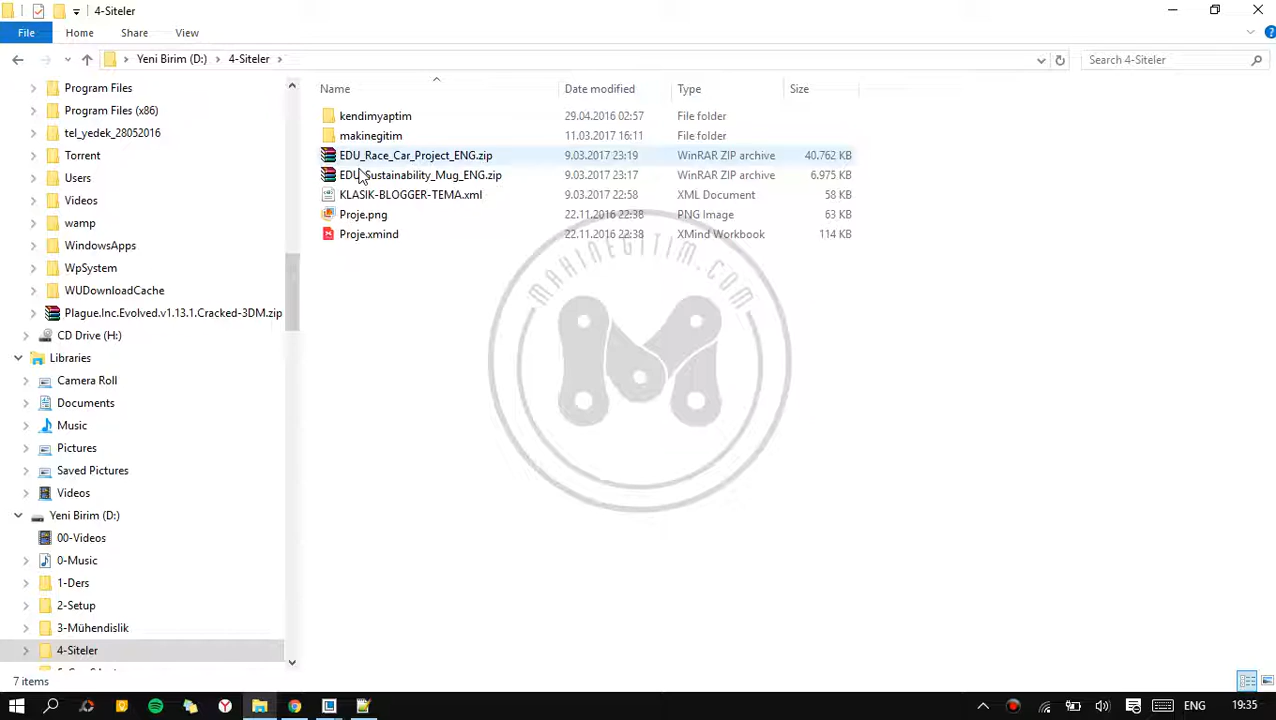 4-Siteler
File Home Share View
Yeni Birim (D:) 4-Siteler Search 4-Siteler
Name Date modified Type Size
Program Files
Program Files (x86)
tel_yedek_28052016
Torrent
Users
Videos
wamp
WindowsApps
WpSystem
WUDownloadCache
Plague.Inc.Evolved.v1.13.1.Cracked-3DM.zip
CD Drive (H:)
Libraries
Camera Roll
Documents
Music
Pictures
Saved Pictures
Videos
Yeni Birim (D:)
00-Videos
0-Music
1-Ders
2-Setup
3-Mühendislik
4-Siteler
kendimyaptim 29.04.2016 02:57 File folder
makinegitim 11.03.2017 16:11 File folder
EDU_Race_Car_Project_ENG.zip 9.03.2017 23:19 WinRAR ZIP archive 40.762 KB
EDU_Sustainability_Mug_ENG.zip 9.03.2017 23:17 WinRAR ZIP archive 6.975 KB
KLASIK-BLOGGER-TEMA.xml 9.03.2017 22:58 XML Document 58 KB
Proje.png 22.11.2016 22:38 PNG Image 63 KB
Proje.xmind 22.11.2016 22:38 XMind Workbook 114 KB
MAKINEGITIM.COM
7 items
ENG 19:35